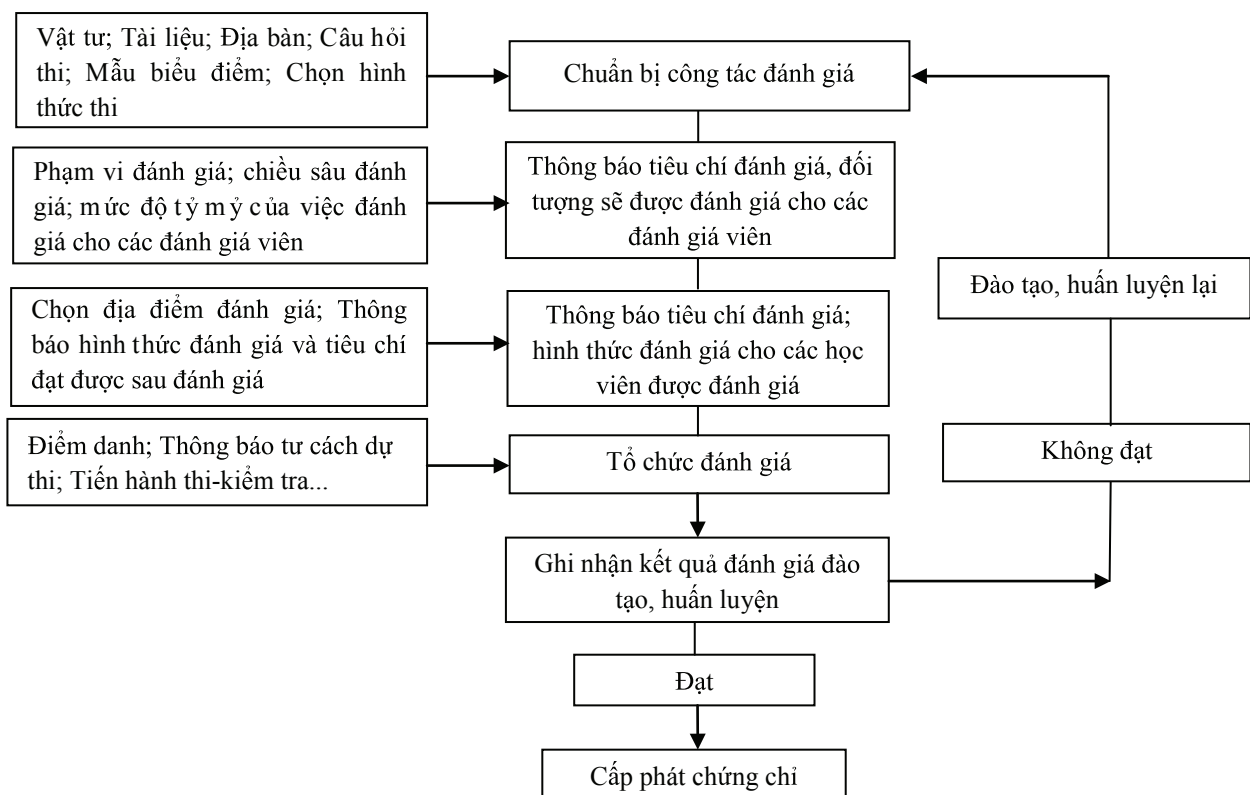 Vật tư; Tài liệu; Địa bàn; Câu hỏi
thi; Mẫu biểu điểm; Chọn hình
thức thi
Chuẩn bị công tác đánh giá
Phạm vi đánh giá; chiều sâu đánh
giá; mức độ tỷ mỷ của việc đánh
giá cho các đánh giá viên
Thông báo tiêu chí đánh giá, đối
tượng sẽ được đánh giá cho các
đánh giá viên
Đào tạo, huấn luyện lại
Chọn địa điểm đánh giá; Thông
báo hình thức đánh giá và tiêu chí
đạt được sau đánh giá
Thông báo tiêu chí đánh giá;
hình thức đánh giá cho các học
viên được đánh giá
Điểm danh; Thông báo tư cách dự
thi; Tiến hành thi-kiểm tra...
Tổ chức đánh giá
Không đạt
Ghi nhận kết quả đánh giá đào
tạo, huấn luyện
Đạt
Cấp phát chứng chỉ